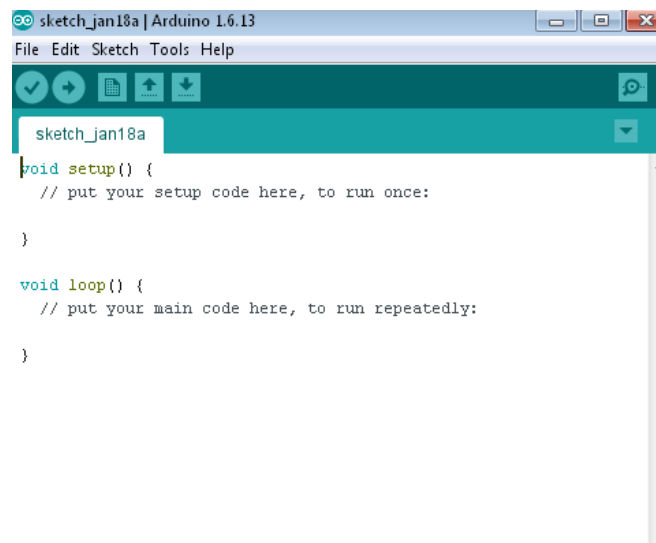 sketch_jan18a | Arduino 1.6.13
File Edit Sketch Tools Help
sketch_jan18a
void setup() {
  // put your setup code here, to run once:
}
void loop() {
  // put your main code here, to run repeatedly:
}